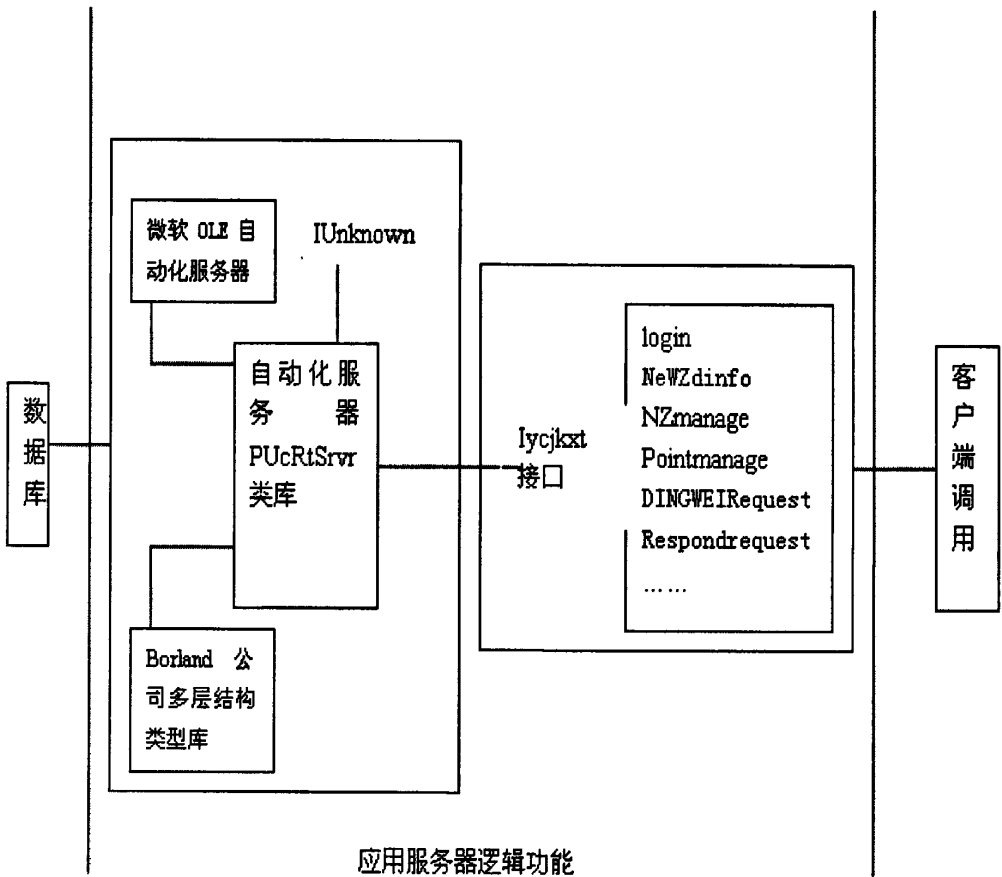 数
据
库
微软 OLE 自
动化服务器
IUnknown
自动化服
务 器
PUcRtSrvr
类库
Borland 公
司多层结构
类型库
Iycjkxt
接口
login
NeWZdinfo
NZmanage
Pointmanage
DINGWEIRequest
Respondrequest
……
客
户
端
调
用
应用服务器逻辑功能